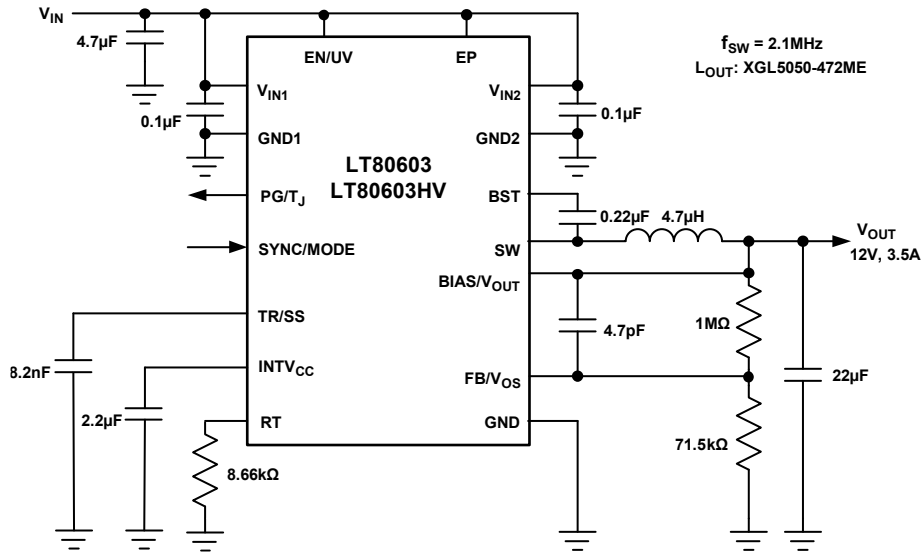 VIN
4.7µF
EN/UV
EP
fSW = 2.1MHz
LOUT: XGL5050-472ME
VIN1
VIN2
0.1µF
0.1µF
GND1
GND2
LT80603
LT80603HV
PG/TJ
BST
0.22µF
4.7µH
SYNC/MODE
SW
VOUT
12V, 3.5A
BIAS/VOUT
TR/SS
4.7pF
1MΩ
8.2nF
INTVCC
FB/VOS
22µF
2.2µF
RT
GND
71.5kΩ
8.66kΩ